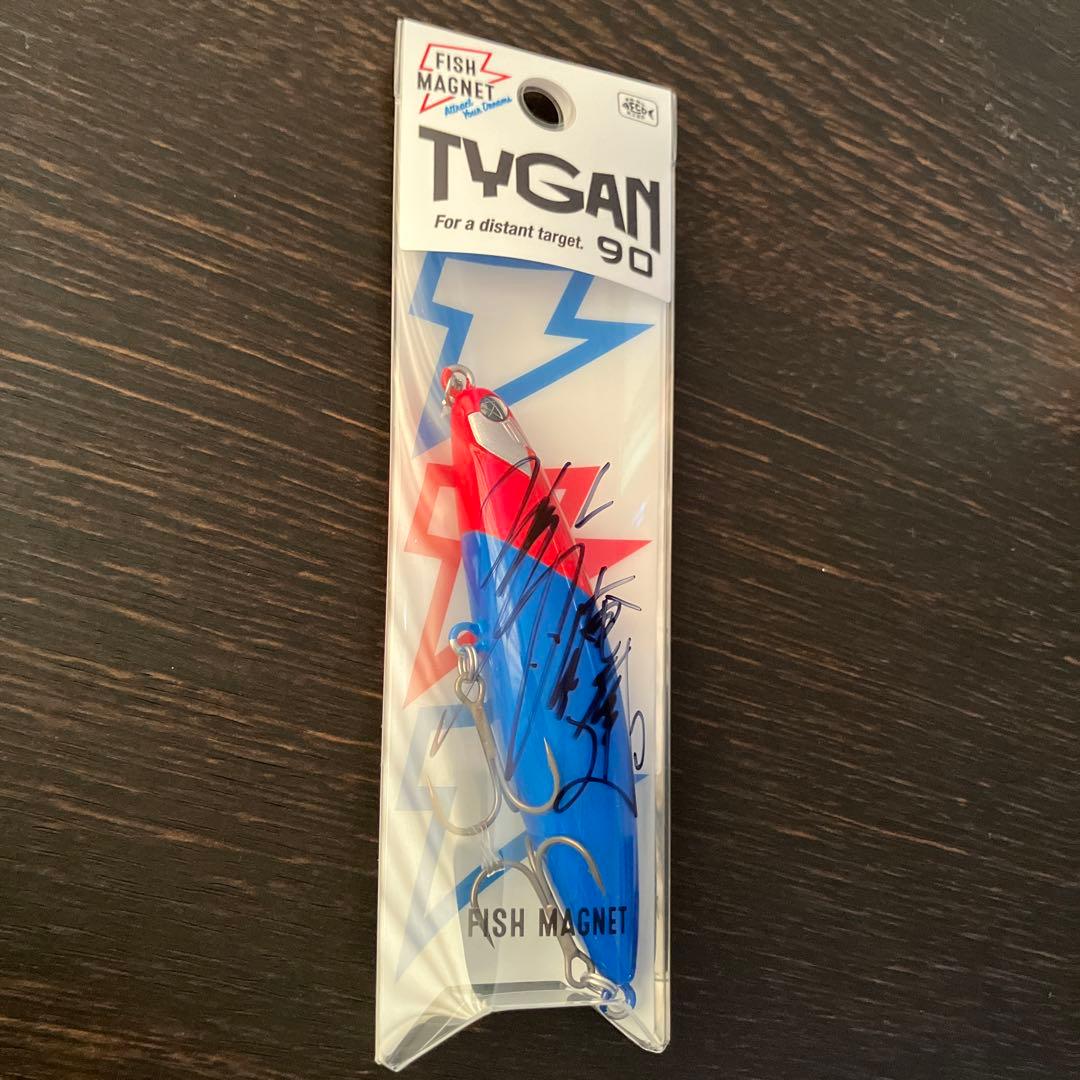 FISH
MAGNET
Attract
Your Dreams
TYGAN
For a distant target.
90
FISH MAGNET